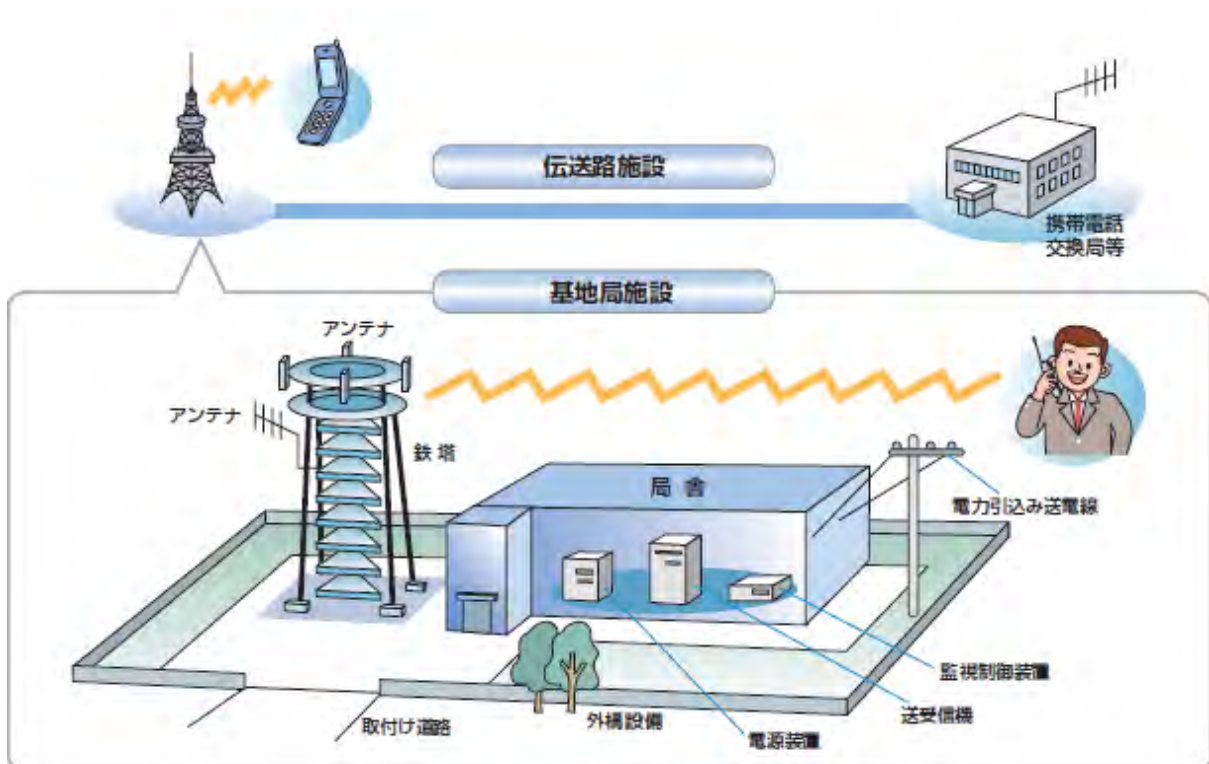 伝送路施設
携帯電話
交換局等
基地局施設
アンテナ
アンテナ
鉄塔
局舎
電力引込み送電線
監視制御装置
送受信機
電源装置
外構設備
取付け道路